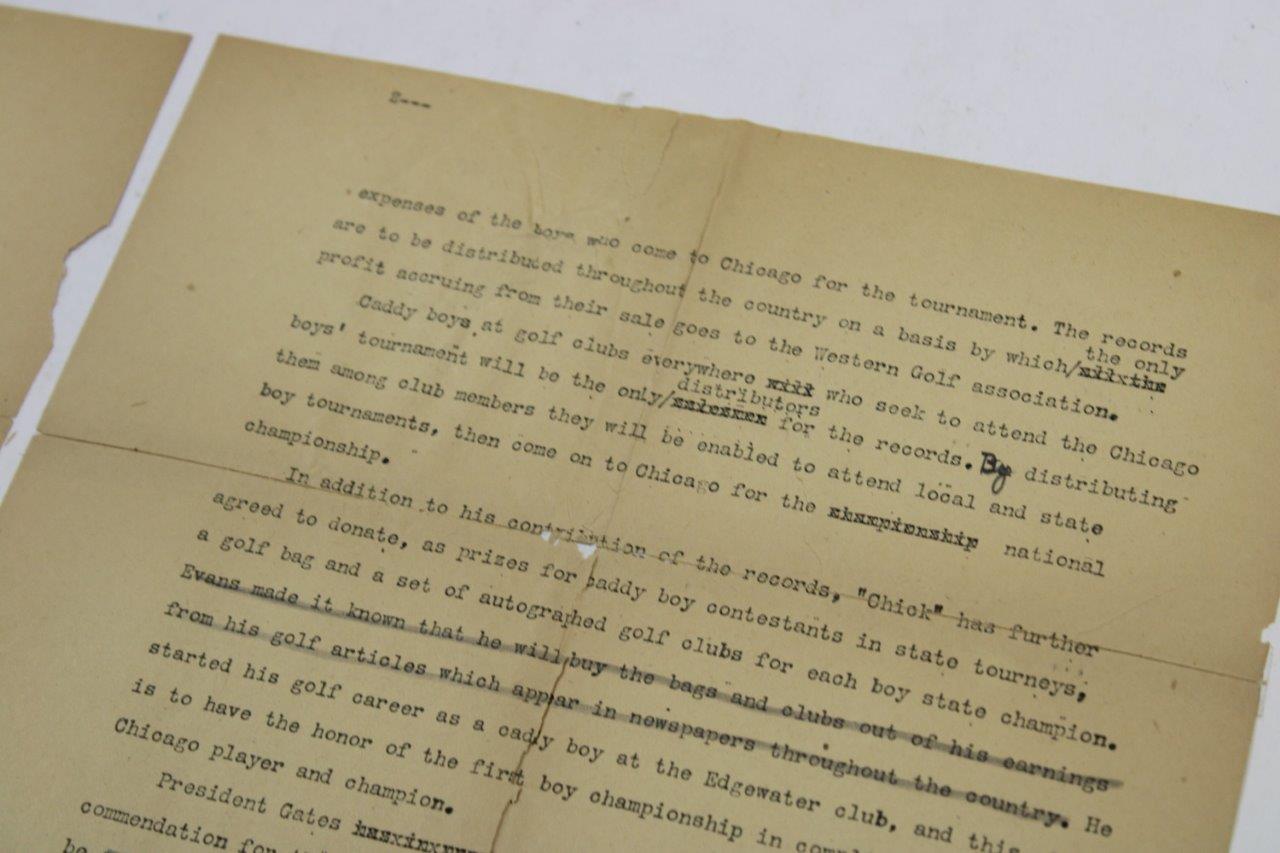 2---
expenses of the boys who come to Chicago for the tournament. The records
are to be distributed throughout the country on a basis by which/
the only
profit accruing from their sale goes to the Western Golf association.
Caddy boys at golf clubs everywhere will who seek to attend the Chicago
boys' tournament will be the only/
distributors
for the records. By distributing
them among club members they will be enabled to attend local and state
boy tournaments, then come on to Chicago for the championship national
championship.
In addition to his contribution of the records, "Chick" has further
agreed to donate, as prizes for caddy boy contestants in state tourneys,
a golf bag and a set of autographed golf clubs for each boy state champion.
Evans made it known that he will buy the bags and clubs out of his earnings
from his golf articles which appear in newspapers throughout the country. He
started his golf career as a caddy boy at the Edgewater club, and this
is to have the honor of the first boy championship in
Chicago player and champion.
President Gates
commendation for
be